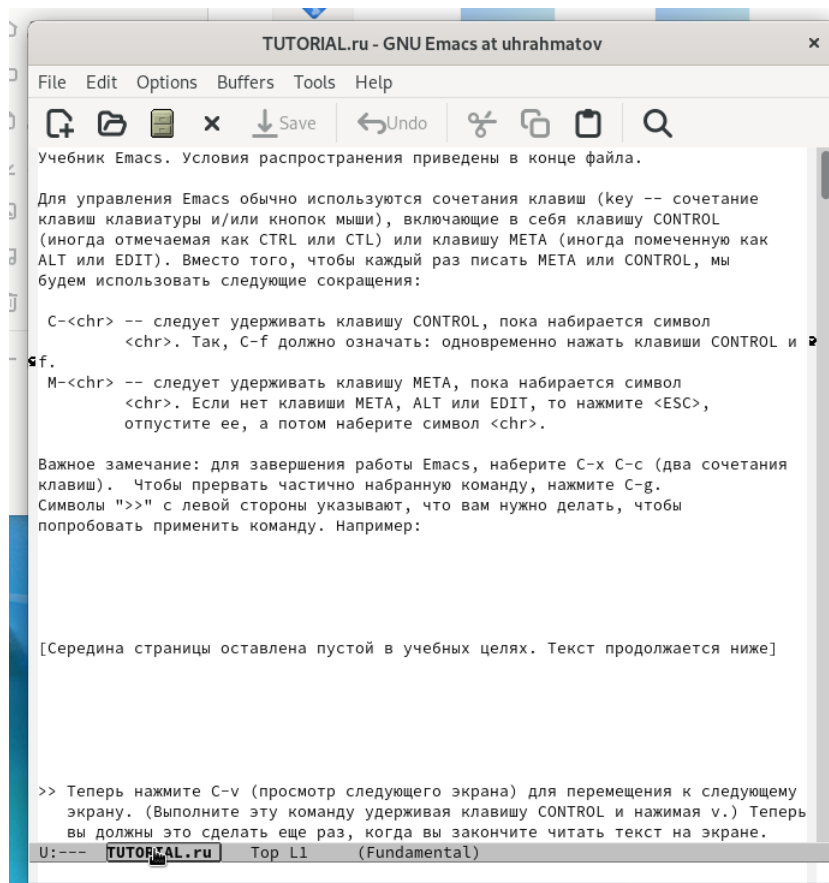 TUTORIAL.ru - GNU Emacs at uhrahmatov
File Edit Options Buffers Tools Help
Save Undo
Учебник Emacs. Условия распространения приведены в конце файла.
Для управления Emacs обычно используются сочетания клавиш (key -- сочетание
клавиш клавиатуры и/или кнопок мыши), включающие в себя клавишу CONTROL
(иногда отмечаемая как CTRL или CTL) или клавишу META (иногда помеченную как
ALT или EDIT). Вместо того, чтобы каждый раз писать META или CONTROL, мы
будем использовать следующие сокращения:
C-<chr> -- следует удерживать клавишу CONTROL, пока набирается символ
<chr>. Так, C-f должно означать: одновременно нажать клавиши CONTROL и
f.
M-<chr> -- следует удерживать клавишу META, пока набирается символ
<chr>. Если нет клавиши META, ALT или EDIT, то нажмите <ESC>,
отпустите ее, а потом наберите символ <chr>.
Важное замечание: для завершения работы Emacs, наберите C-x C-c (два сочетания
клавиш).  Чтобы прервать частично набранную команду, нажмите C-g.
Символы ">>" с левой стороны указывают, что вам нужно делать, чтобы
попробовать применить команду. Например:
[Середина страницы оставлена пустой в учебных целях. Текст продолжается ниже]
>> Теперь нажмите C-v (просмотр следующего экрана) для перемещения к следующему
экрану. (Выполните эту команду удерживая клавишу CONTROL и нажимая v.) Теперь
вы должны это сделать еще раз, когда вы закончите читать текст на экране.
U:--- TUTORIAL.ru Top L1 (Fundamental)